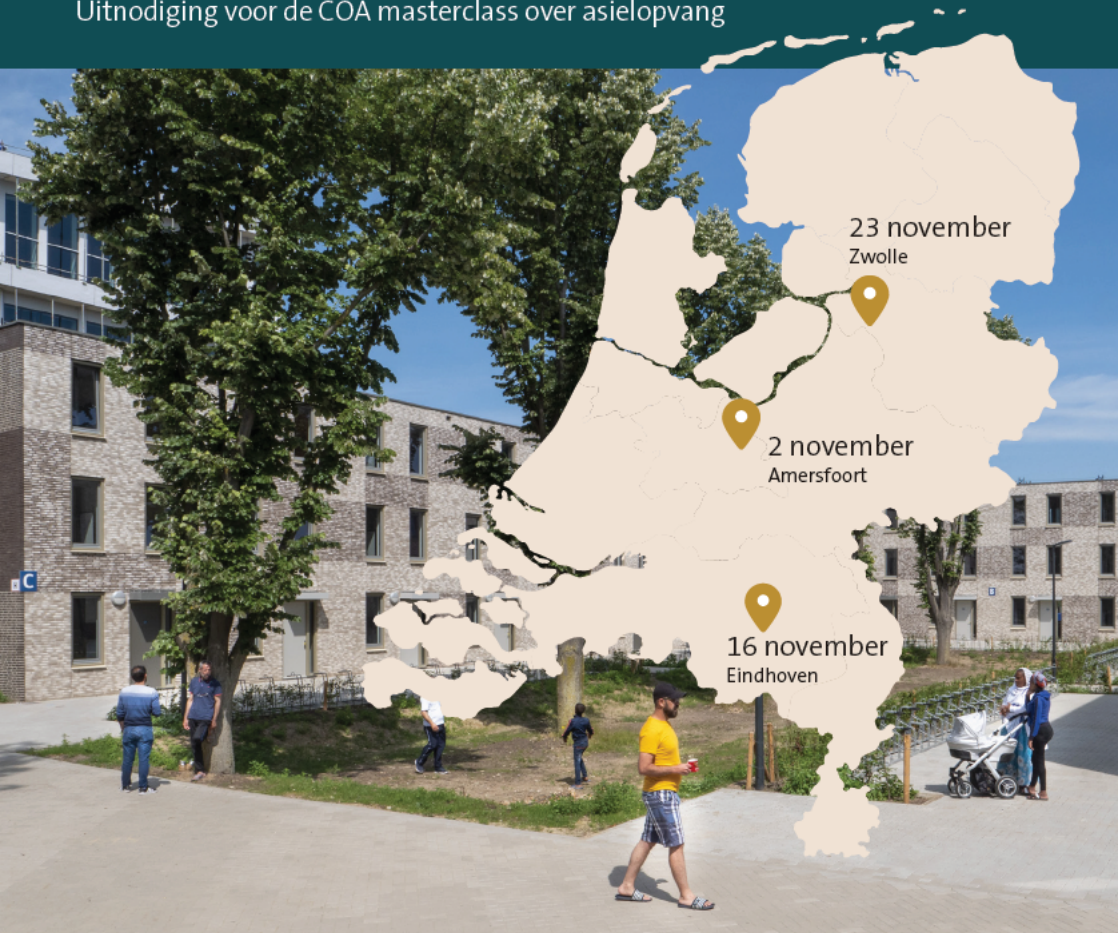 Uitnodiging voor de COA masterclass over asielopvang
23 november
Zwolle
2 november
Amersfoort
16 november
Eindhoven
C